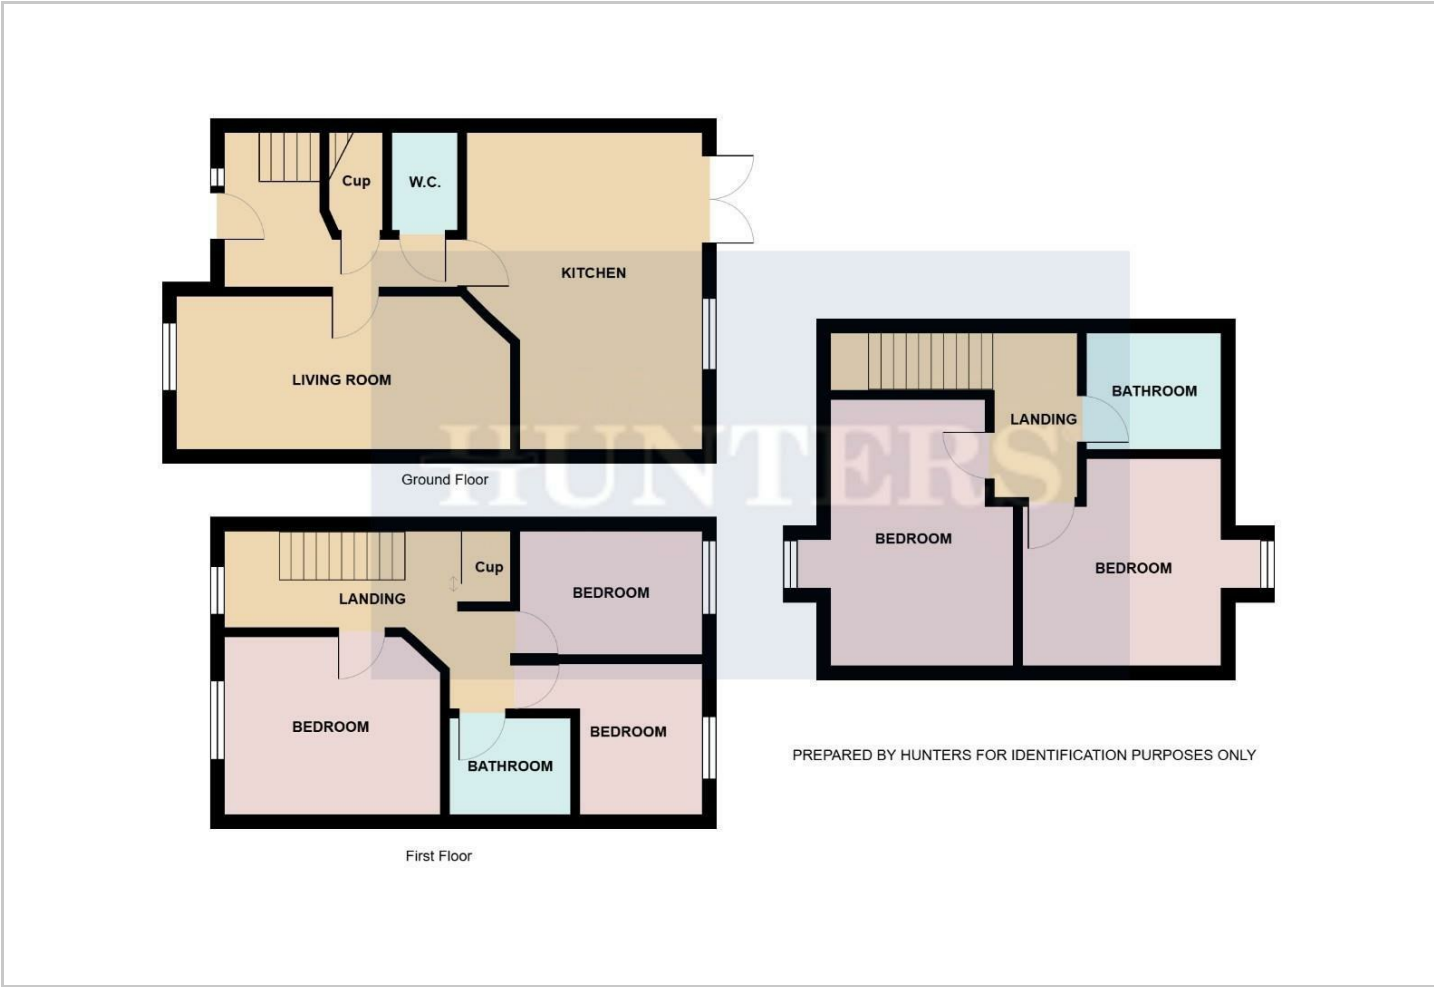 Cup
W.C.
KITCHEN
LIVING ROOM
Ground Floor
HUNTERS
BATHROOM
LANDING
BEDROOM
BEDROOM
Cup
BEDROOM
LANDING
BEDROOM
BEDROOM
BATHROOM
First Floor
PREPARED BY HUNTERS FOR IDENTIFICATION PURPOSES ONLY